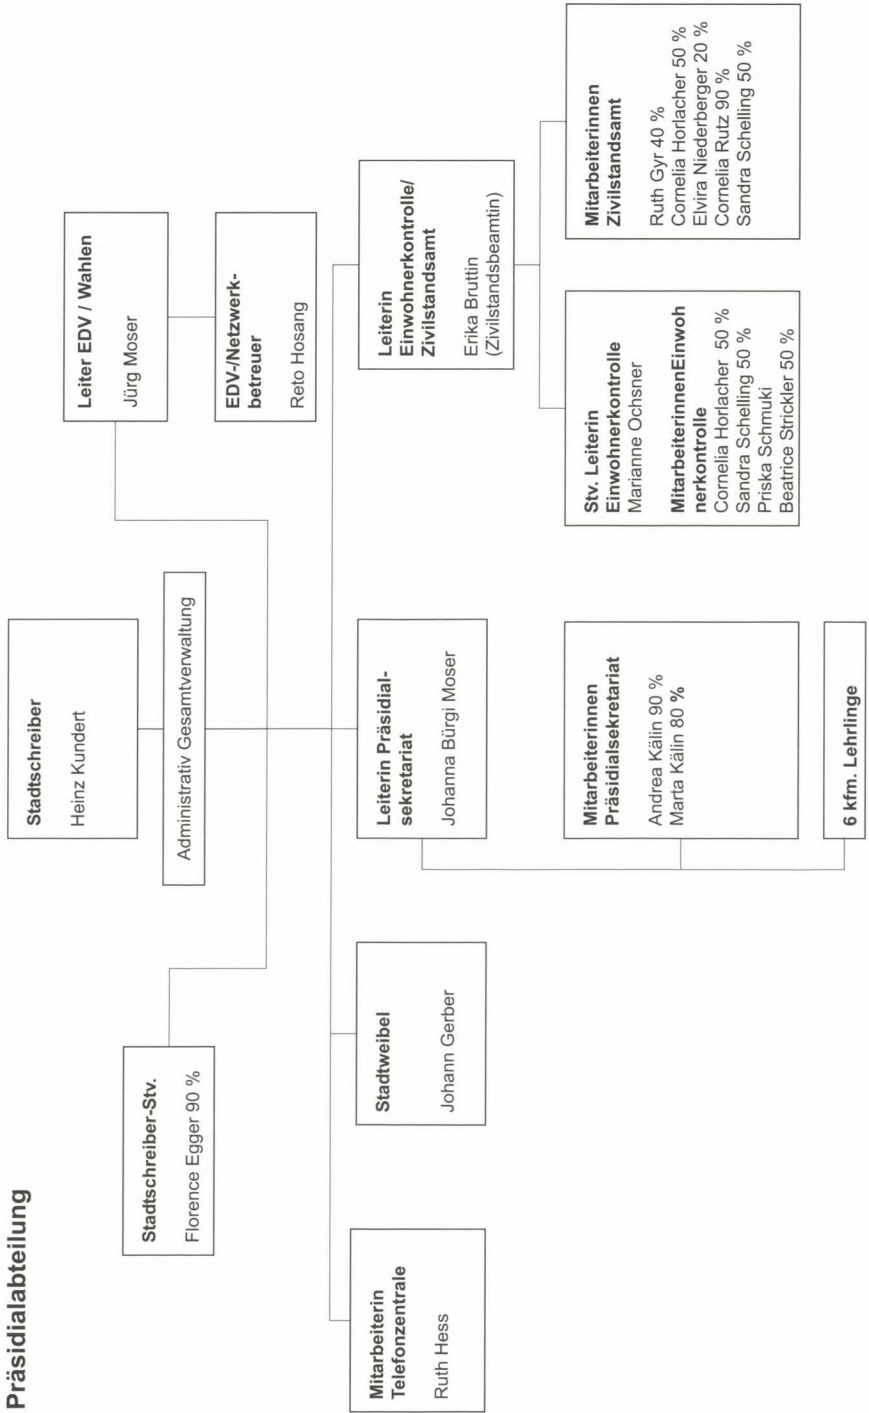 Präsidialabteilung
Stadtschreiber
Heinz Kundert
Administrativ Gesamtverwaltung
Stadtschreiber-Stv.
Florence Egger 90 %
Leiter EDV / Wahlen
Jürg Moser
EDV-/Netzwerk-
betreuer
Reto Hosang
Mitarbeiterin
Telefonzentrale
Ruth Hess
Stadtweibel
Johann Gerber
Leiterin Präsidial-
sekretariat
Johanna Bürgi Moser
Leiterin
Einwohnerkontrolle/
Zivilstandsamt
Erika Bruttin
(Zivilstandsbeamtin)
Mitarbeiterinnen
Präsidialsekretariat
Andrea Kälin 90 %
Marta Kälin 80 %
6 kfm. Lehrlinge
Stv. Leiterin
Einwohnerkontrolle
Marianne Ochsner
MitarbeiterinnenEinwoh
nerkontrolle
Cornelia Horlacher 50 %
Sandra Schelling 50 %
Priska Schmuki
Beatrice Strickler 50 %
Mitarbeiterinnen
Zivilstandsamt
Ruth Gyr 40 %
Cornelia Horlacher 50 %
Elvira Niederberger 20 %
Cornelia Rutz 90 %
Sandra Schelling 50 %